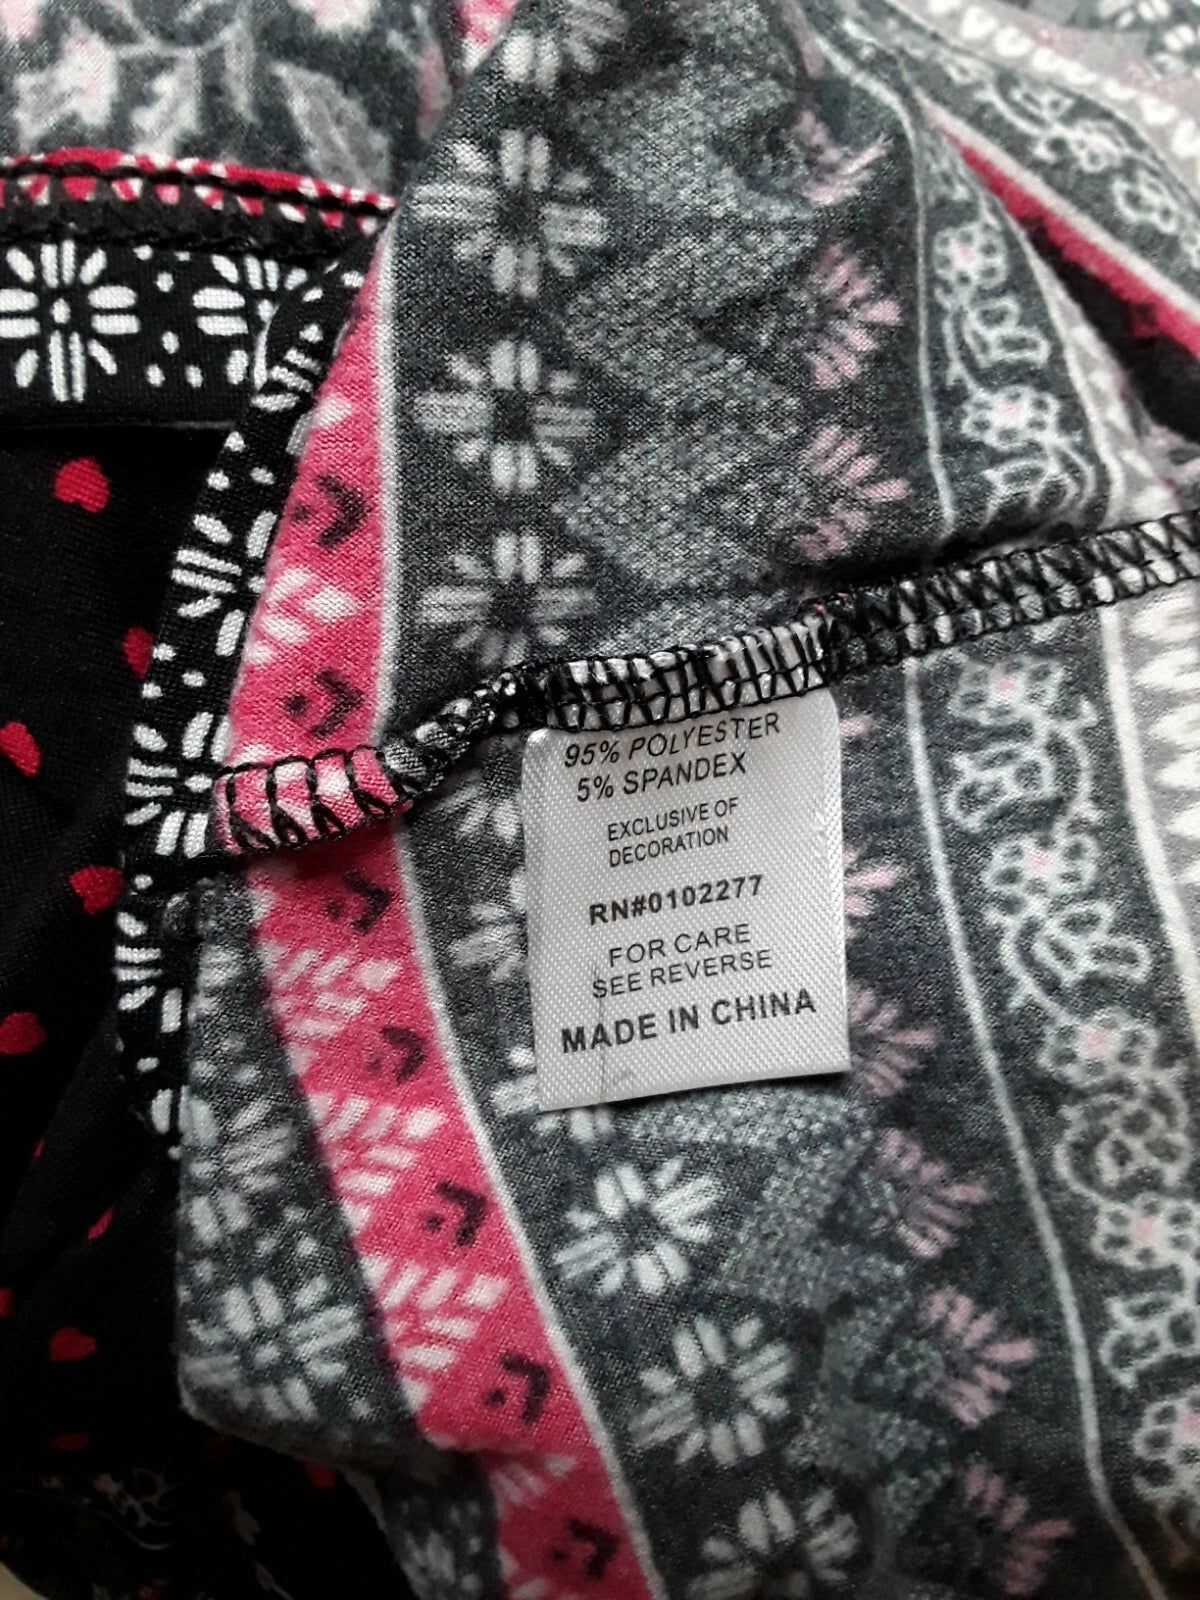 95% POLYESTER
5% SPANDEX
EXCLUSIVE OF
DECORATION
RN#0102277
FOR CARE
SEE REVERSE
MADE IN CHINA